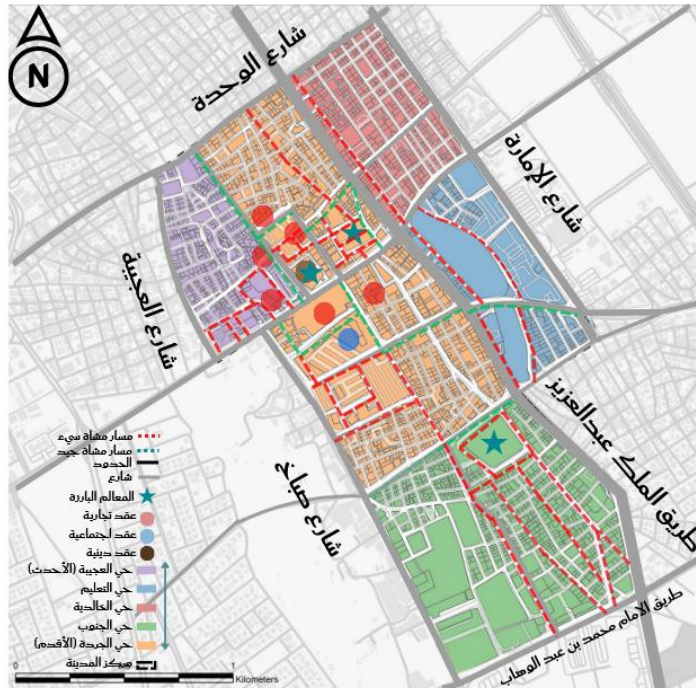 N
شارع الوحدة
شارع الإمارة
شارع العجيبة
طريق الملك عبدالعزيز
شارع صباخ
طريق الامام محمد بن عبد الوهاب
مسار مشاة سيء
مسار مشاة جيد
الحدود
شارع
المعالم البارزة
عقد تجارية
عقد اجتماعية
عقد دينية
حي العجيبة (الأحدث)
حي التعليم
حي الخالدية
حي الجنوب
حي الجردة (الأقدم)
مركز المدينة
0 1
Kilometers